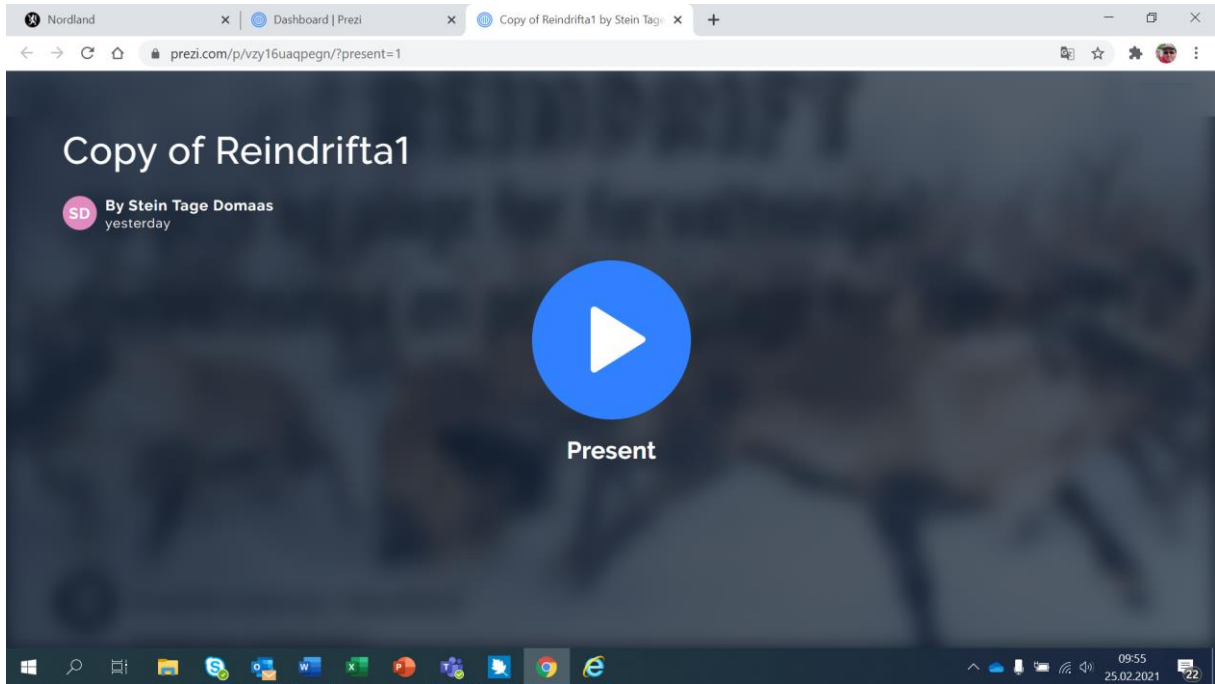 Nordland
Dashboard | Prezi
Copy of Reindrifta1 by Stein Tage
prezi.com/p/vzy16uaqpegn/?present=1
REINDRIFT
Copy of Reindrifta1
SD
By Stein Tage Domaas
yesterday
Present
09:55
25.02.2021
22